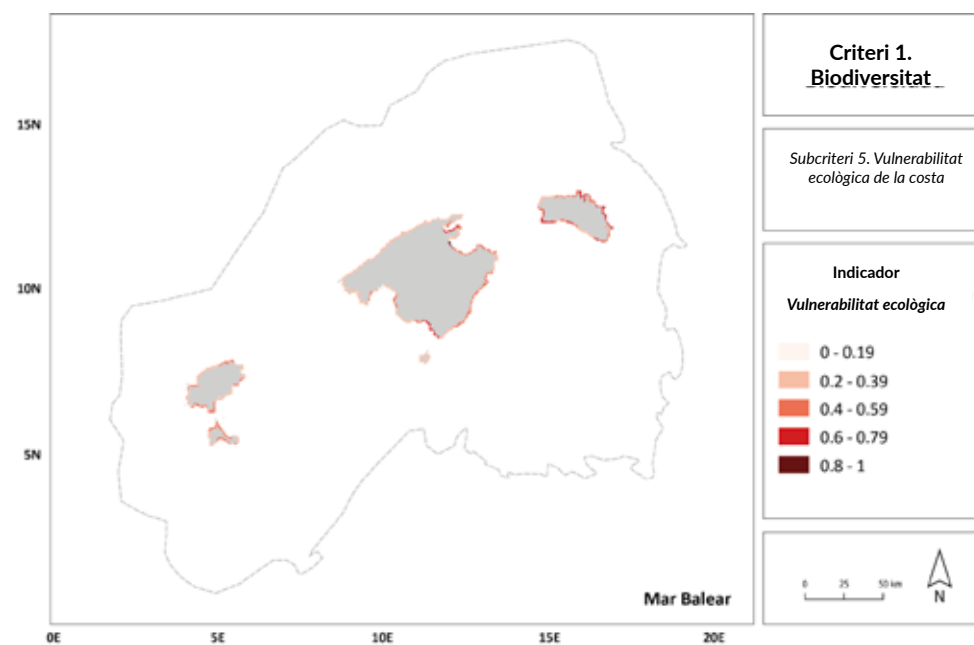 Criteri 1.
Biodiversitat
Subcriteri 5. Vulnerabilitat
ecològica de la costa
Indicador
Vulnerabilitat ecològica
0 - 0.19
0.2 - 0.39
0.4 - 0.59
0.6 - 0.79
0.8 - 1
0 25 50 km
N
15N
10N
5N
Mar Balear
0E 5E 10E 15E 20E